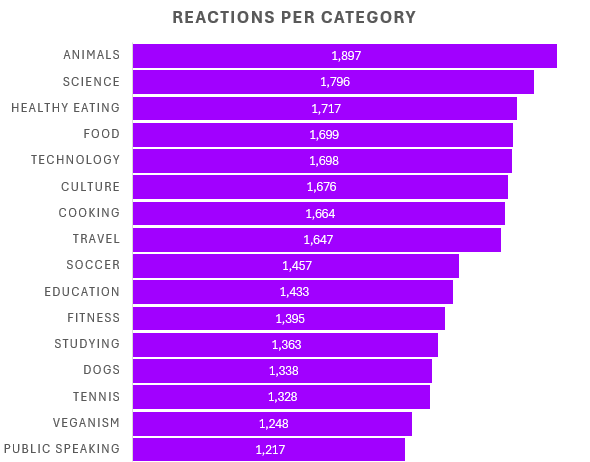 REACTIONS PER CATEGORY
ANIMALS 1,897
SCIENCE 1,796
HEALTHY EATING 1,717
FOOD 1,699
TECHNOLOGY 1,698
CULTURE 1,676
COOKING 1,664
TRAVEL 1,647
SOCCER 1,457
EDUCATION 1,433
FITNESS 1,395
STUDYING 1,363
DOGS 1,338
TENNIS 1,328
VEGANISM 1,248
PUBLIC SPEAKING 1,217